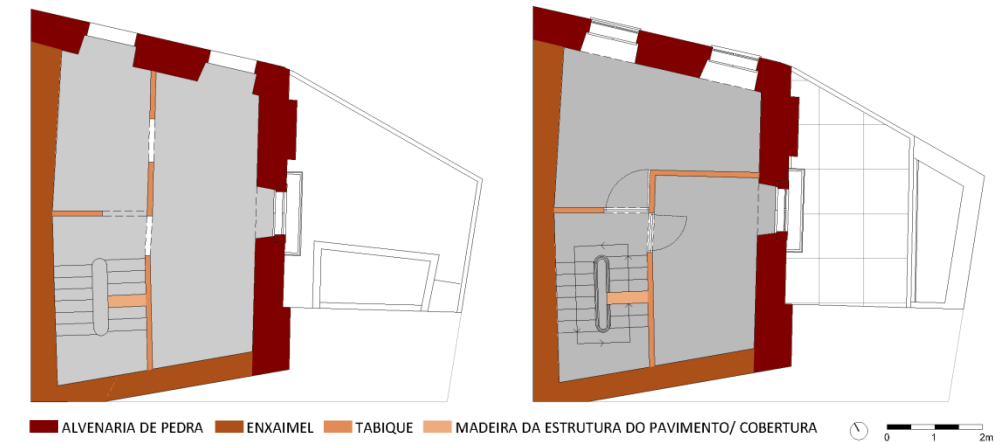 ALVENARIA DE PEDRA ENXAIMEL TABIQUE MADEIRA DA ESTRUTURA DO PAVIMENTO/ COBERTURA 0 1 2m